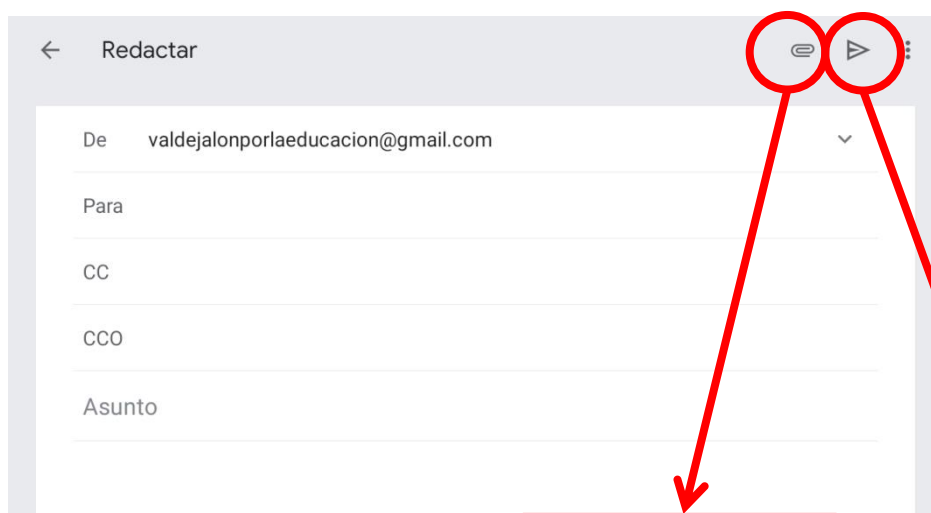 Redactar
De valdejalonporlaeducacion@gmail.com
Para
CC
CCO
Asunto